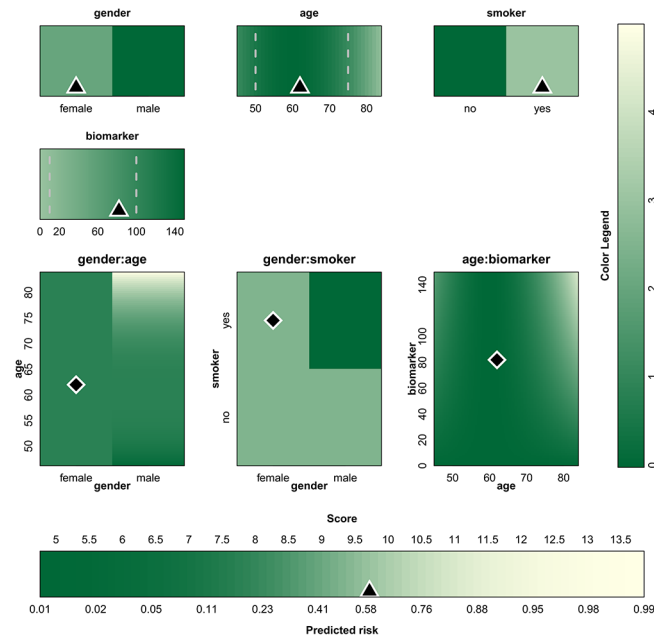 gender
age
smoker
female male
50 60 70 80
no yes
biomarker
0 20 60 100 140
gender:age
gender:smoker
age:biomarker
age
50 55 60 65 70 75 80
female male
gender
smoker
no yes
female male
gender
biomarker
0 20 40 60 80 100 140
50 60 70 80
age
Color Legend
0 1 2 3 4
Score
5 5.5 6 6.5 7 7.5 8 8.5 9 9.5 10 10.5 11 11.5 12 12.5 13 13.5
0.01 0.02 0.05 0.11 0.23 0.41 0.58 0.76 0.88 0.95 0.98 0.99
Predicted risk